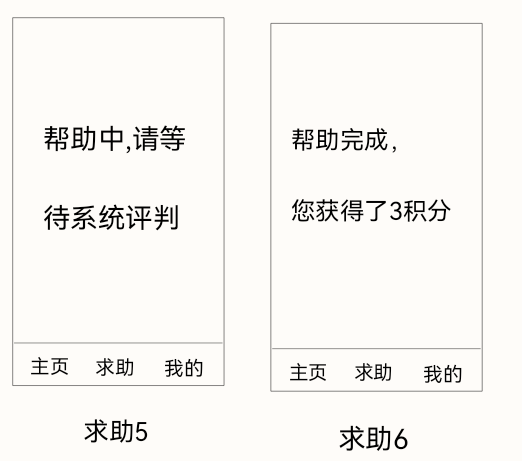 帮助中,请等
待系统评判
主页 求助 我的
求助5
帮助完成，
您获得了3积分
主页 求助 我的
求助6